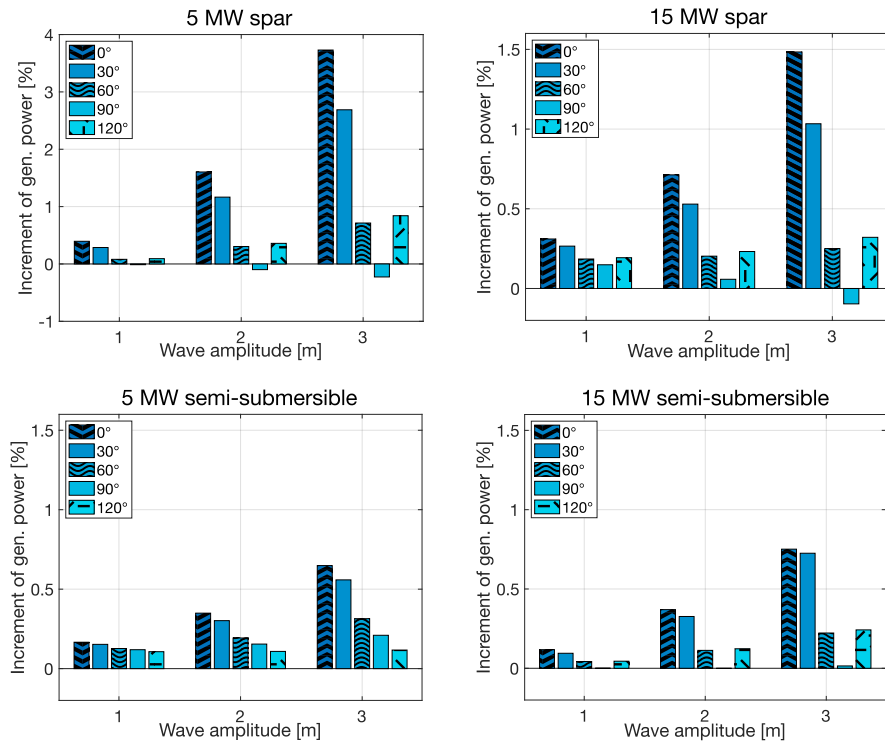 5 MW spar
Increment of gen. power [%]
4
3
2
1
0
-1
0°
30°
60°
90°
120°
1 2 3
Wave amplitude [m]
15 MW spar
Increment of gen. power [%]
1.5
1
0.5
0
0°
30°
60°
90°
120°
1 2 3
Wave amplitude [m]
5 MW semi-submersible
Increment of gen. power [%]
1.5
1
0.5
0
0°
30°
60°
90°
120°
1 2 3
Wave amplitude [m]
15 MW semi-submersible
Increment of gen. power [%]
1.5
1
0.5
0
0°
30°
60°
90°
120°
1 2 3
Wave amplitude [m]